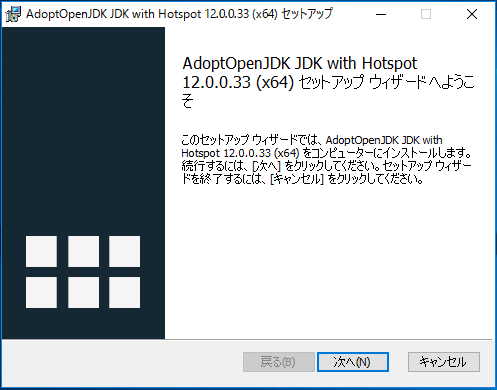 AdoptOpenJDK JDK with Hotspot 12.0.0.33 (x64) セットアップ
AdoptOpenJDK JDK with Hotspot
12.0.0.33 (x64) セットアップ ウィザードへようこ
そ
このセットアップ ウィザードでは、AdoptOpenJDK JDK with
Hotspot 12.0.0.33 (x64) をコンピューターにインストールします。
続行するには、[次へ] をクリックしてください。セットアップ ウィザー
ドを終了するには、[キャンセル] をクリックしてください。
戻る(B)
次へ(N)
キャンセル